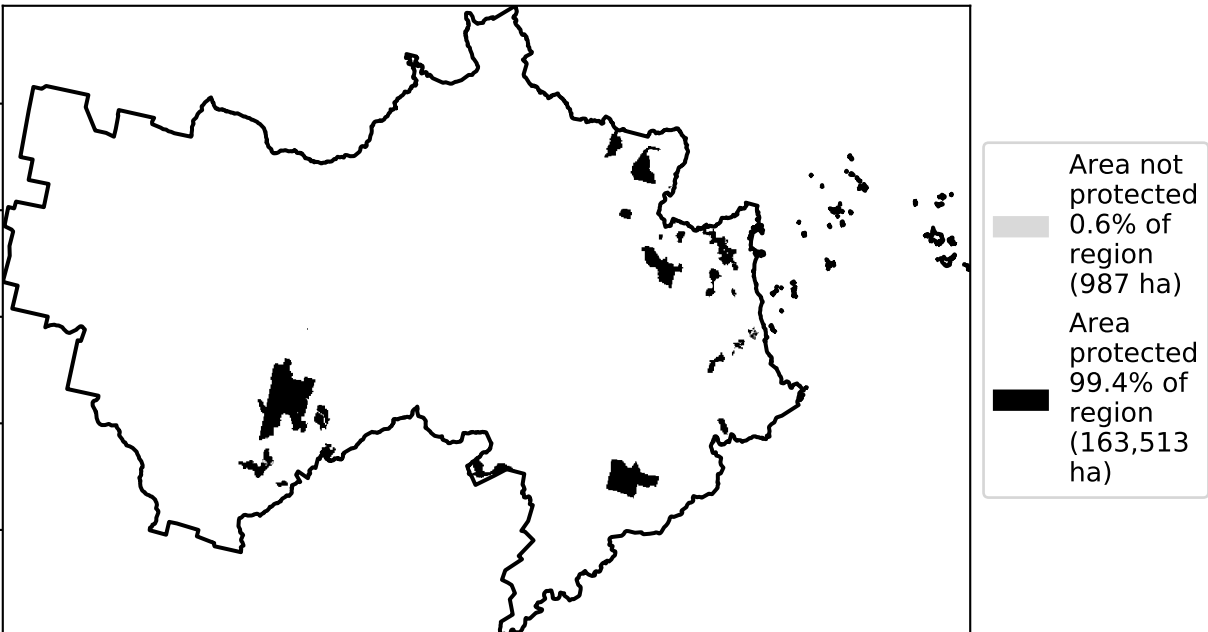 Area not
protected
0.6% of
region
(987 ha)
Area
protected
99.4% of
region
(163,513
ha)